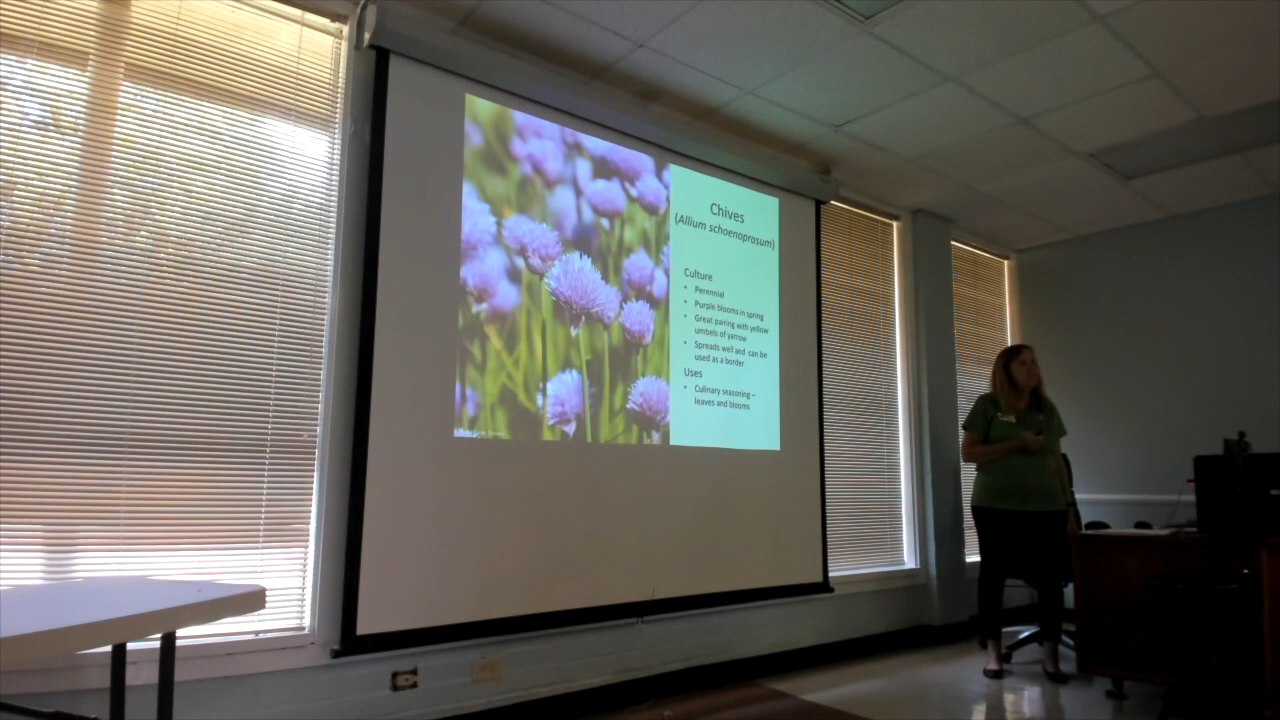 Chives
(Allium schoenoprasum)
Culture
• Perennial
• Purple blooms in spring
• Great pairing with yellow
umbels of yarrow
• Spreads well and can be
used as a border
Uses
• Culinary seasoning –
leaves and blooms